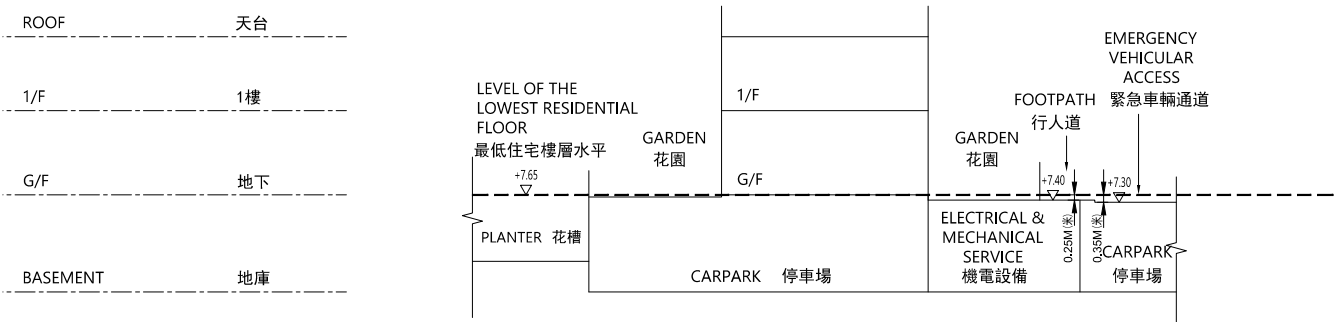 ROOF 天台
1/F 1樓
G/F 地下
BASEMENT 地庫
LEVEL OF THE
LOWEST RESIDENTIAL
FLOOR
最低住宅樓層水平
+7.65
PLANTER 花槽
GARDEN
花園
1/F
G/F
CARPARK 停車場
GARDEN
花園
FOOTPATH
行人道
+7.40
EMERGENCY
VEHICULAR
ACCESS
緊急車輛通道
+7.30
ELECTRICAL &
MECHANICAL
SERVICE
機電設備
0.25M(米)
0.35M(米)
CARPARK
停車場